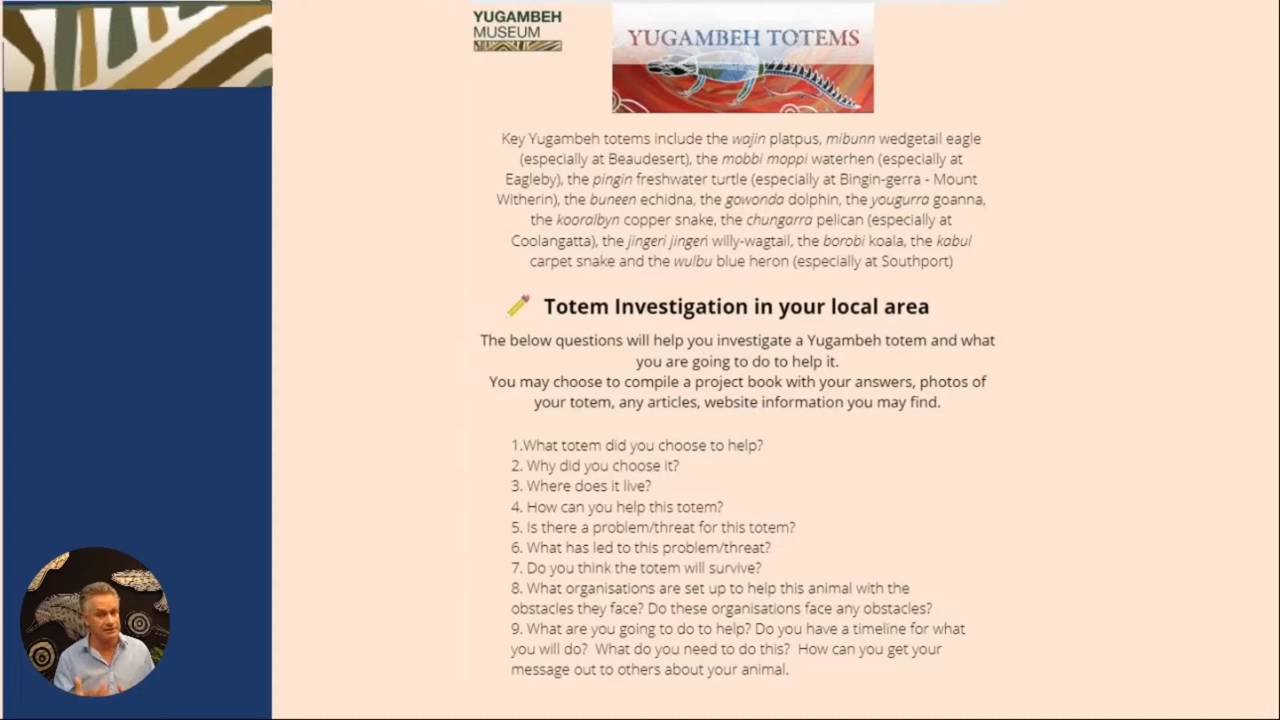 YUGAMBEH
MUSEUM
YUGAMBEH TOTEMS
Key Yugambeh totems include the wajin platpus, mibunn wedgetail eagle
(especially at Beaudesert), the mobbi moppi waterhen (especially at
Eagleby), the pingin freshwater turtle (especially at Bingin-gerra - Mount
Witherin), the buneen echidna, the gowonda dolphin, the yougurra goanna,
the kooralbyn copper snake, the chungarra pelican (especially at
Coolangatta), the jingeri jingeri willy-wagtail, the borobi koala, the kabul
carpet snake and the wulbu blue heron (especially at Southport)
Totem Investigation in your local area
The below questions will help you investigate a Yugambeh totem and what
you are going to do to help it.
You may choose to compile a project book with your answers, photos of
your totem, any articles, website information you may find.
1.What totem did you choose to help?
2. Why did you choose it?
3. Where does it live?
4. How can you help this totem?
5. Is there a problem/threat for this totem?
6. What has led to this problem/threat?
7. Do you think the totem will survive?
8. What organisations are set up to help this animal with the
obstacles they face? Do these organisations face any obstacles?
9. What are you going to do to help? Do you have a timeline for what
you will do?  What do you need to do this?  How can you get your
message out to others about your animal.